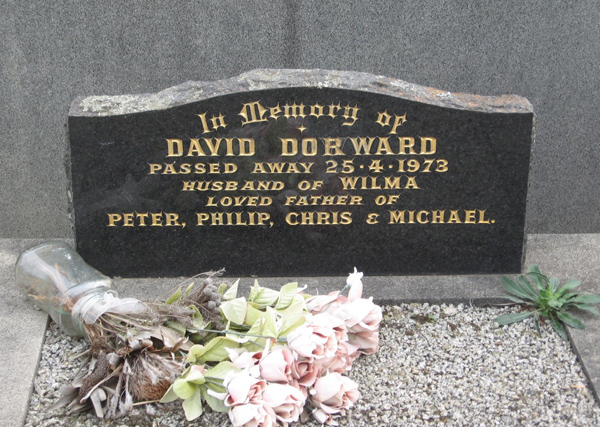 In Memory of
DAVID DORWARD
PASSED AWAY 25·4·1973
HUSBAND OF WILMA
LOVED FATHER OF
PETER, PHILIP, CHRIS & MICHAEL.